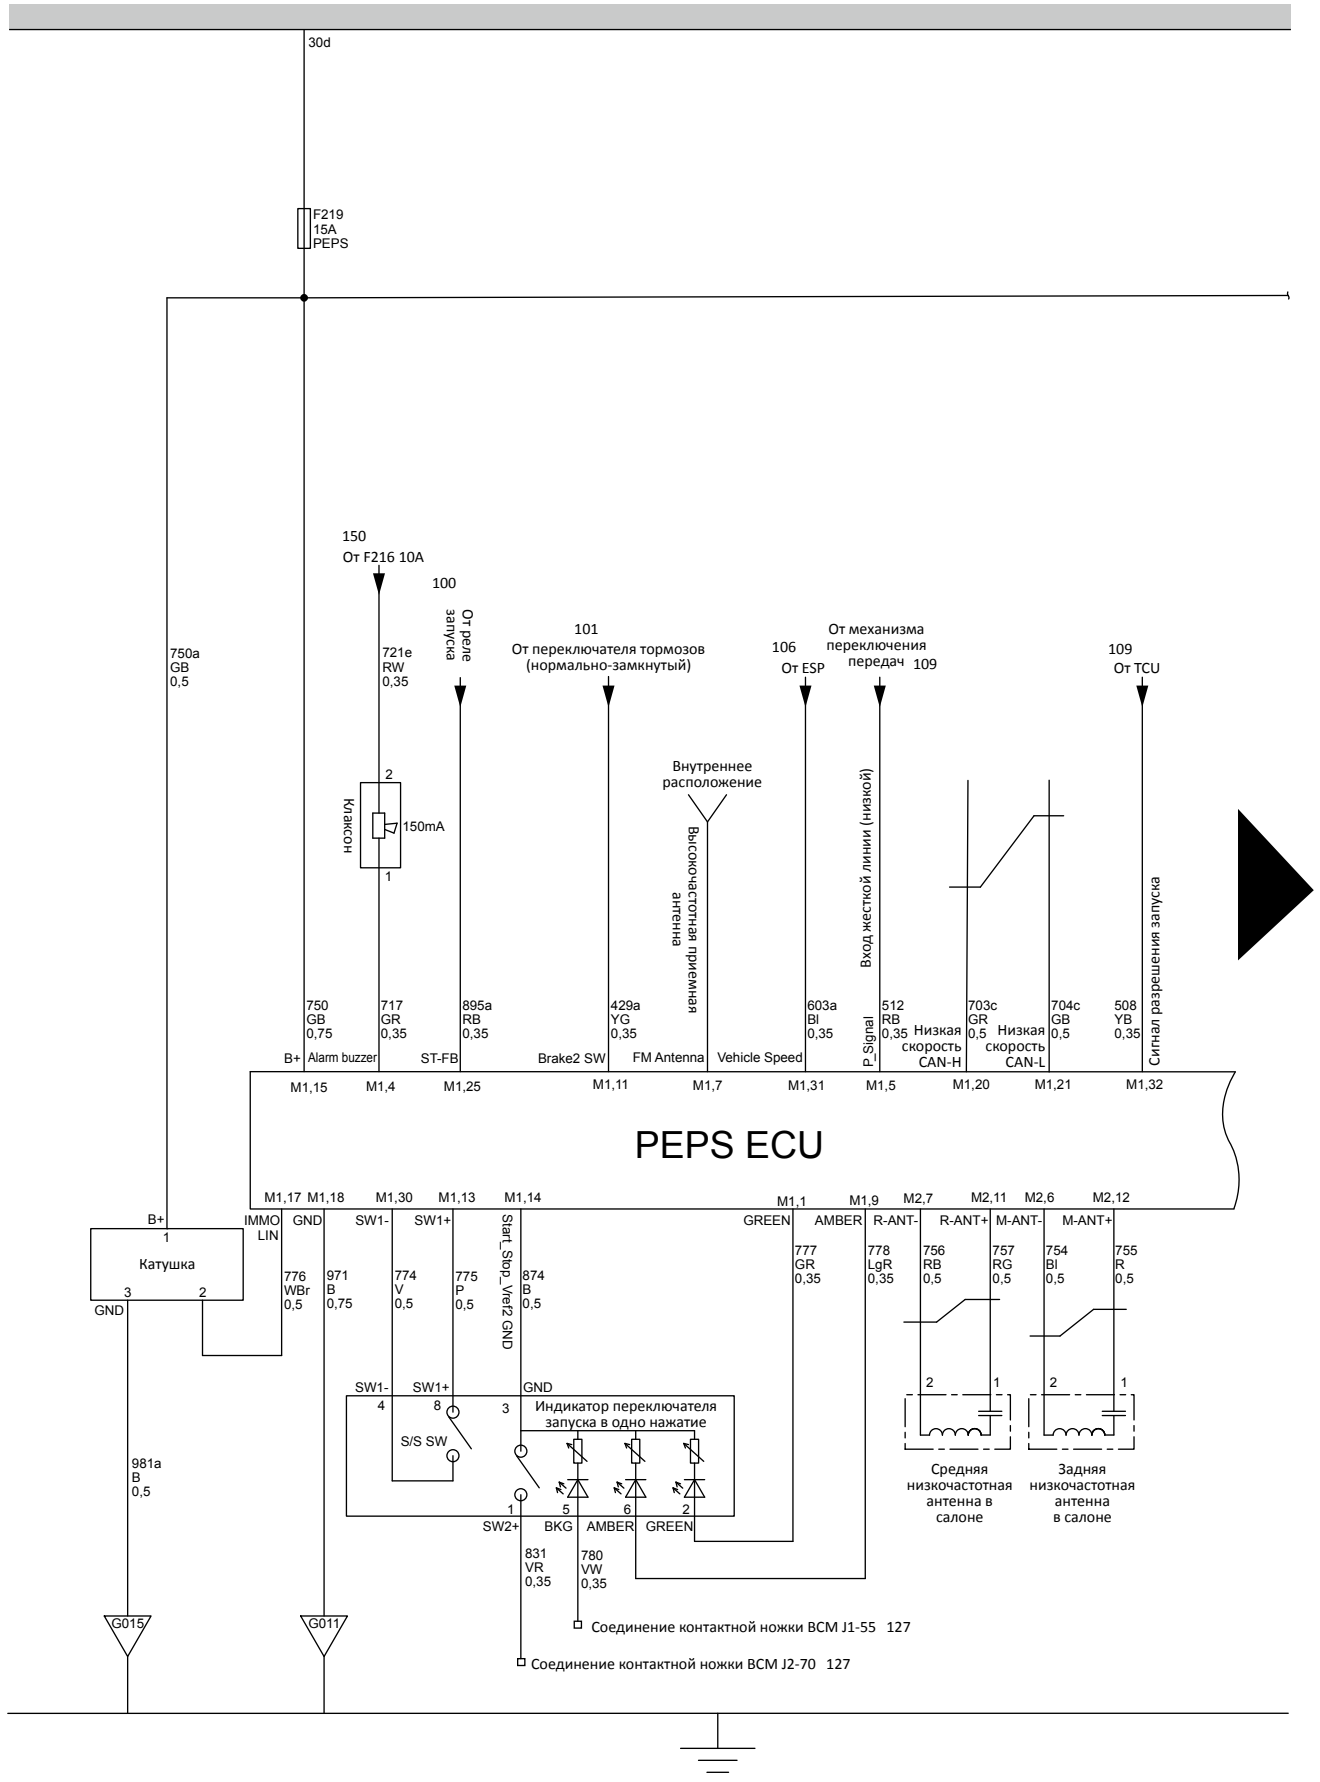 30d
F219
15A
PEPS
150
От F216 10A
100
От реле
запуска
101
От переключателя тормозов
(нормально-замкнутый)
106
От ESP
От механизма
переключения
передач 109
109
От TCU
750a
GB
0,5
721e
RW
0,35
2
Клаксон
150mA
1
Внутреннее
расположение
Высокочастотная приемная
антенна
Вход жесткой линии (низкой)
Сигнал разрешения запуска
750
GB
0,75
717
GR
0,35
895a
RB
0,35
429a
YG
0,35
603a
Bl
0,35
P_Signal
512
RB
0,35
703c
GR
0,5
704c
GB
0,5
508
YB
0,35
B+
Alarm buzzer
ST-FB
Brake2 SW
FM Antenna
Vehicle Speed
Низкая
скорость
CAN-H
Низкая
скорость
CAN-L
M1,15
M1,4
M1,25
M1,11
M1,7
M1,31
M1,5
M1,20
M1,21
M1,32
PEPS ECU
M1,17
M1,18
M1,30
M1,13
M1,14
M1,1
M1,9
M2,7
M2,11
M2,6
M2,12
B+
IMMO
LIN
GND
SW1-
SW1+
Start_Stop_Vref2 GND
GREEN
AMBER
R-ANT-
R-ANT+
M-ANT-
M-ANT+
1
Катушка
3
2
GND
776
WBr
0,5
971
B
0,75
774
V
0,5
775
P
0,5
874
B
0,5
777
GR
0,35
778
LgR
0,35
756
RB
0,5
757
RG
0,5
754
Bl
0,5
755
R
0,5
SW1-
SW1+
GND
4
8
3
Индикатор переключателя
запуска в одно нажатие
S/S SW
1
5
6
2
SW2+
BKG
AMBER
GREEN
2
1
2
1
Средняя
низкочастотная
антенна в
салоне
Задняя
низкочастотная
антенна
в салоне
981a
B
0,5
831
VR
0,35
780
VW
0,35
G015
G011
Соединение контактной ножки BCM J1-55 127
Соединение контактной ножки BCM J2-70 127